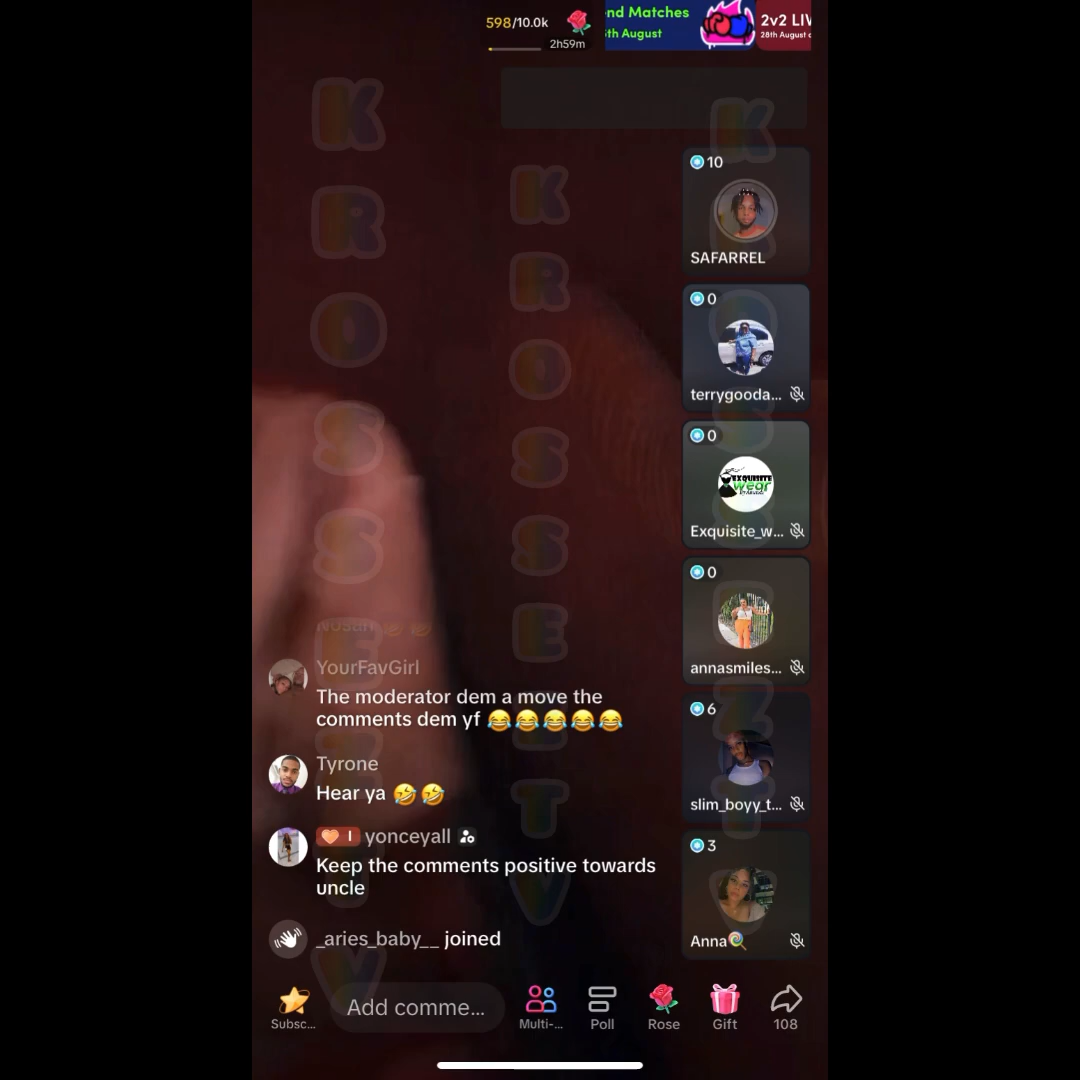 598/10.0k
2h59m
nd Matches
th August
2v2 LIV
28th August
K
R
O
S
S
E
K
R
O
S
S
E
T
V
K
10
SAFARREL
0
terrygooda...
0
EXQUISITE
wear
Exquisite_w...
0
annasmiles...
6
slim_boyy_t...
3
Anna
YourFavGirl
The moderator dem a move the
comments dem yf 😂😂😂😂😂
Tyrone
Hear ya 🤣🤣
I yonceyall
Keep the comments positive towards
uncle
_aries_baby__ joined
Subsc...
Add comme...
Multi-...
Poll
Rose
Gift
108